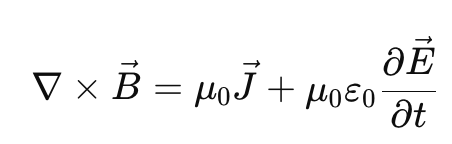 ∇ × B⃗ = μ₀J⃗ + μ₀ε₀ ∂E⃗/∂t